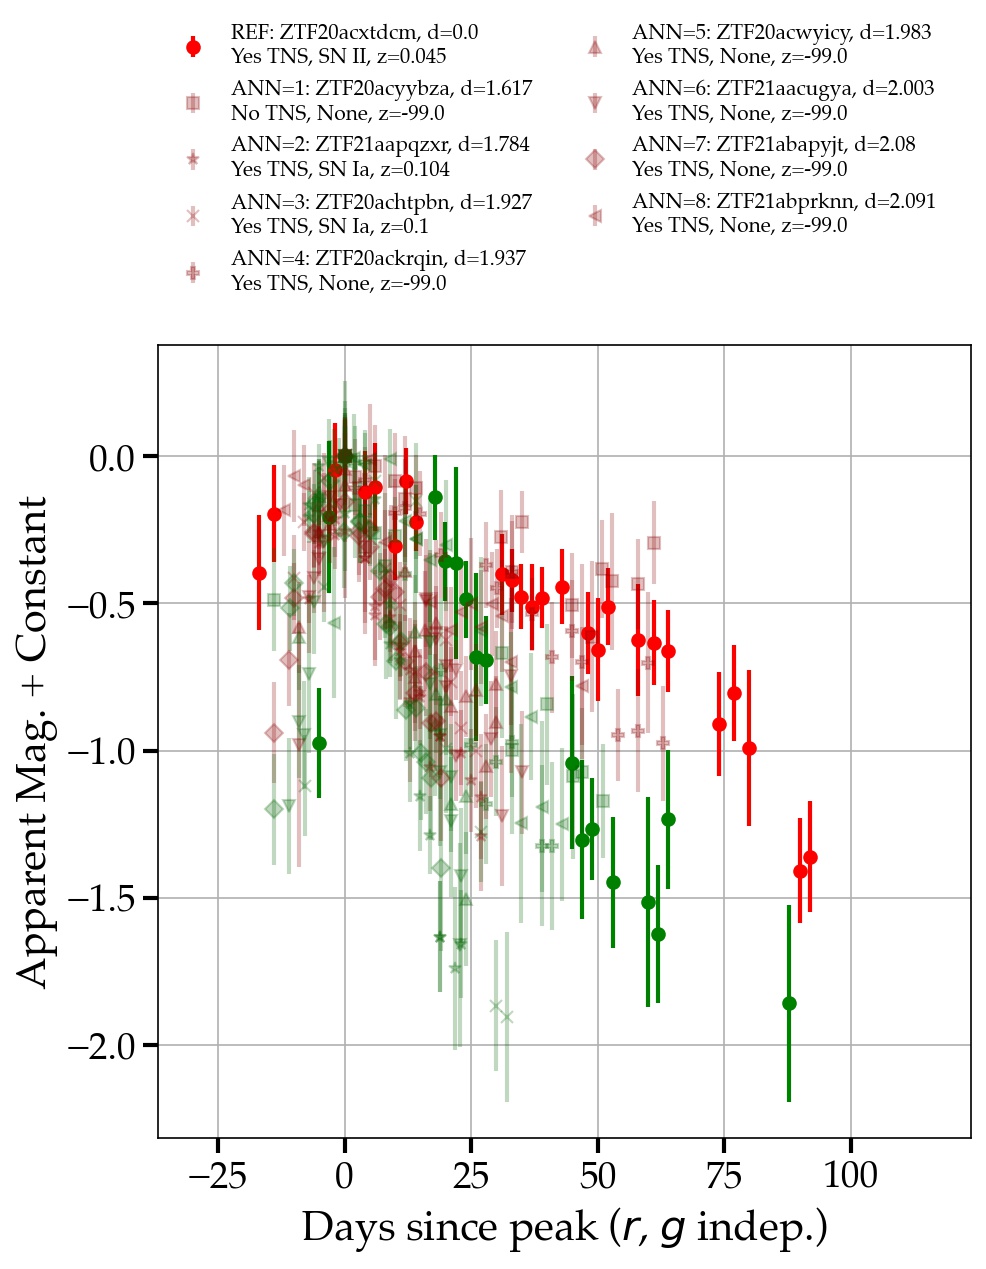 REF: ZTF20acxtdcm, d=0.0
Yes TNS, SN II, z=0.045
ANN=1: ZTF20acyybza, d=1.617
No TNS, None, z=-99.0
ANN=2: ZTF21aapqzxr, d=1.784
Yes TNS, SN Ia, z=0.104
ANN=3: ZTF20achtpbn, d=1.927
Yes TNS, SN Ia, z=0.1
ANN=4: ZTF20ackrqin, d=1.937
Yes TNS, None, z=-99.0
ANN=5: ZTF20acwyicy, d=1.983
Yes TNS, None, z=-99.0
ANN=6: ZTF21aacugya, d=2.003
Yes TNS, None, z=-99.0
ANN=7: ZTF21abapyjt, d=2.08
Yes TNS, None, z=-99.0
ANN=8: ZTF21abprknn, d=2.091
Yes TNS, None, z=-99.0
Apparent Mag. + Constant
0.0
−0.5
−1.0
−1.5
−2.0
−25 0 25 50 75 100
Days since peak (r, g indep.)